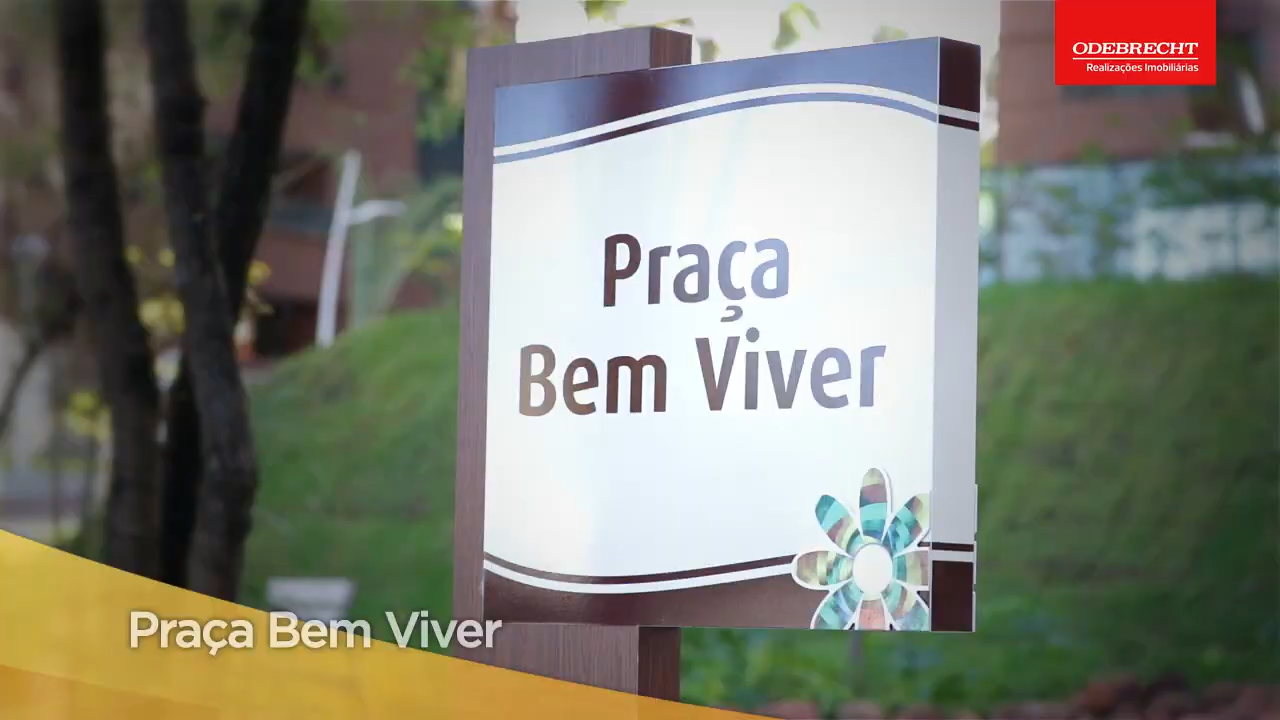 ODEBRECHT
Realizações Imobiliárias
Praça
Bem Viver
Praça Bem Viver